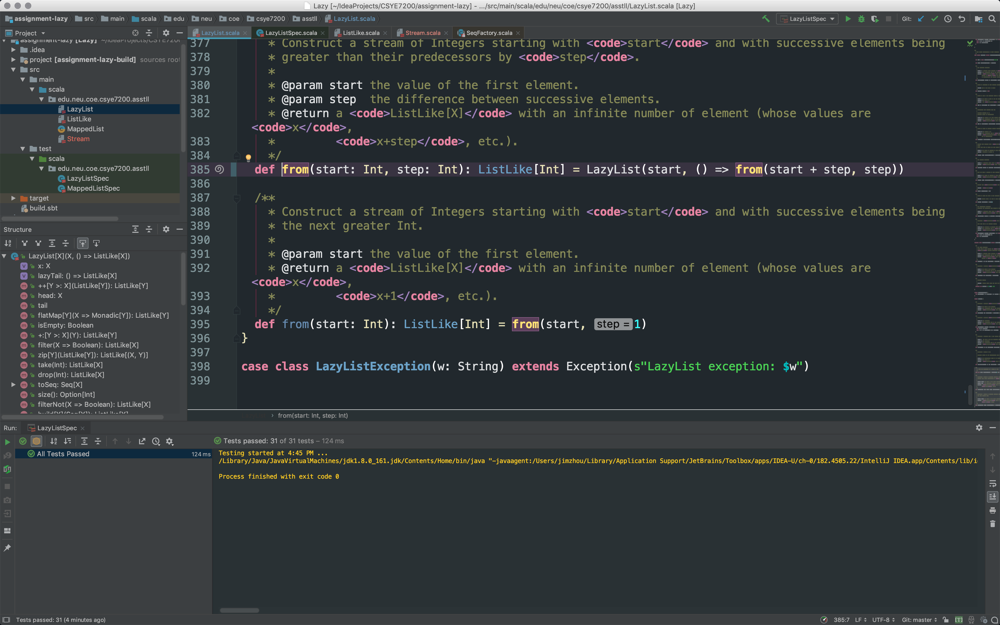 Lazy [~/IdeaProjects/CSYE7200/assignment-lazy] - .../src/main/scala/edu/neu/coe/csye7200/asstll/LazyList.scala [Lazy]
assignment-lazy src main scala edu neu coe csye7200 asstll LazyList.scala LazyListSpec Git:
Project
LazyList.scala LazyListSpec.scala ListLike.scala Stream.scala SeqFactory.scala
assignment-lazy [Lazy] ~/IdeaProjects/CSYE720
.idea
project [assignment-lazy-build] sources root
src
main
scala
edu.neu.coe.csye7200.asstll
LazyList
ListLike
MappedList
Stream
test
scala
edu.neu.coe.csye7200.asstll
LazyListSpec
MappedListSpec
target
build.sbt
Structure
LazyList[X](X, () => ListLike[X])
x: X
lazyTail: () => ListLike[X]
++[Y >: X](ListLike[Y]): ListLike[Y]
head: X
tail
flatMap[Y](X => Monadic[Y]): ListLike[Y]
isEmpty: Boolean
+:[Y >: X](Y): ListLike[Y]
filter(X => Boolean): ListLike[X]
zip[Y](ListLike[Y]): ListLike[(X, Y)]
take(Int): ListLike[X]
drop(Int): ListLike[X]
toSeq: Seq[X]
size(): Option[Int]
filterNot(X => Boolean): ListLike[X]
build[Y](Seq[Y]): ListLike[Y]
377 * Construct a stream of Integers starting with <code>start</code> and with successive elements being
378 * greater than their predecessors by <code>step</code>.
379 *
380 * @param start the value of the first element.
381 * @param step  the difference between successive elements.
382 * @return a <code>ListLike[X]</code> with an infinite number of element (whose values are
<code>x</code>,
383 *         <code>x+step</code>, etc.).
384 */
385 def from(start: Int, step: Int): ListLike[Int] = LazyList(start, () => from(start + step, step))
386
387 /**
388 * Construct a stream of Integers starting with <code>start</code> and with successive elements being
389 * the next greater Int.
390 *
391 * @param start the value of the first element.
392 * @return a <code>ListLike[X]</code> with an infinite number of element (whose values are
<code>x</code>,
393 *         <code>x+1</code>, etc.).
394 */
395 def from(start: Int): ListLike[Int] = from(start, step = 1)
396 }
397
398 case class LazyListException(w: String) extends Exception(s"LazyList exception: $w")
399
› from(start: Int, step: Int)
Run: LazyListSpec
Tests passed: 31 of 31 tests – 124 ms
All Tests Passed 124 ms
Testing started at 4:45 PM ...
/Library/Java/JavaVirtualMachines/jdk1.8.0_161.jdk/Contents/Home/bin/java "-javaagent:/Users/jimzhou/Library/Application Support/JetBrains/Toolbox/apps/IDEA-U/ch-0/182.4505.22/IntelliJ IDEA.app/Contents/lib/i
Process finished with exit code 0
Tests passed: 31 (4 minutes ago)
385:7 LF UTF-8 Git: master [T]